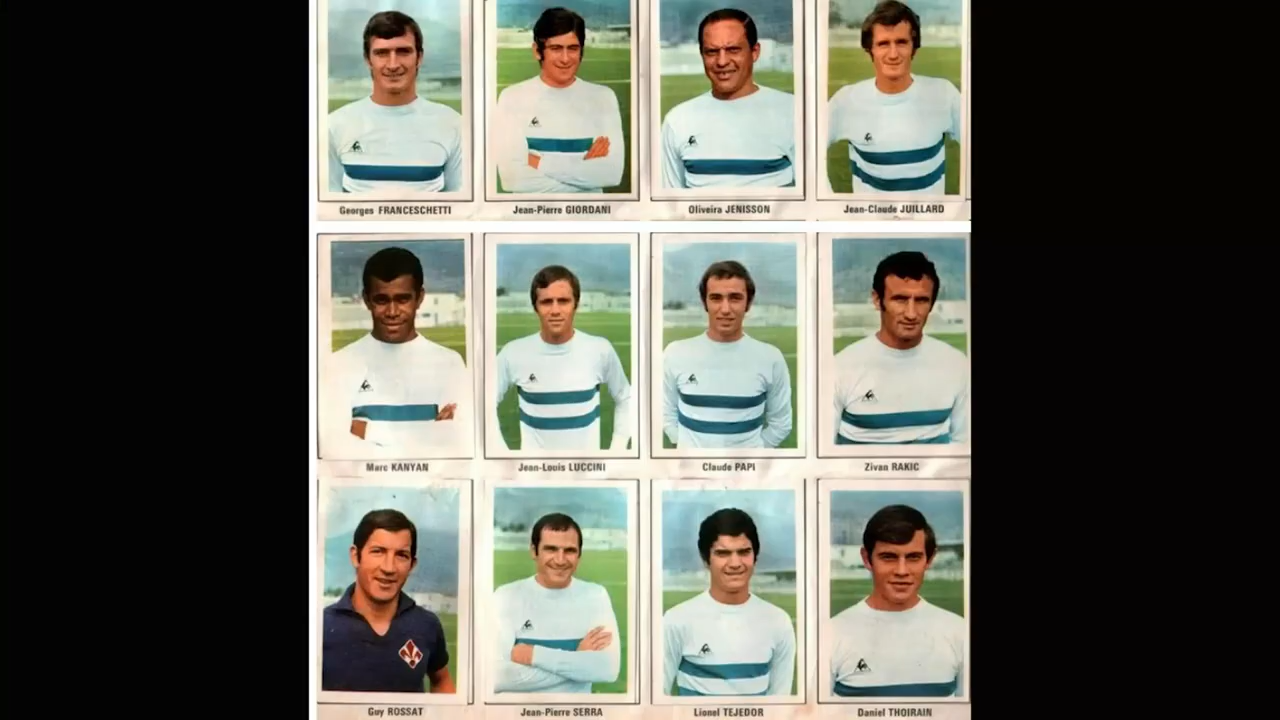 Georges FRANCESCHETTI
Jean-Pierre GIORDANI
Oliveira JENISSON
Jean-Claude JUILLARD
Marc KANYAN
Jean-Louis LUCCINI
Claude PAPI
Zivan RAKIC
Guy ROSSAT
Jean-Pierre SERRA
Lionel TEJEDOR
Daniel THOIRAIN